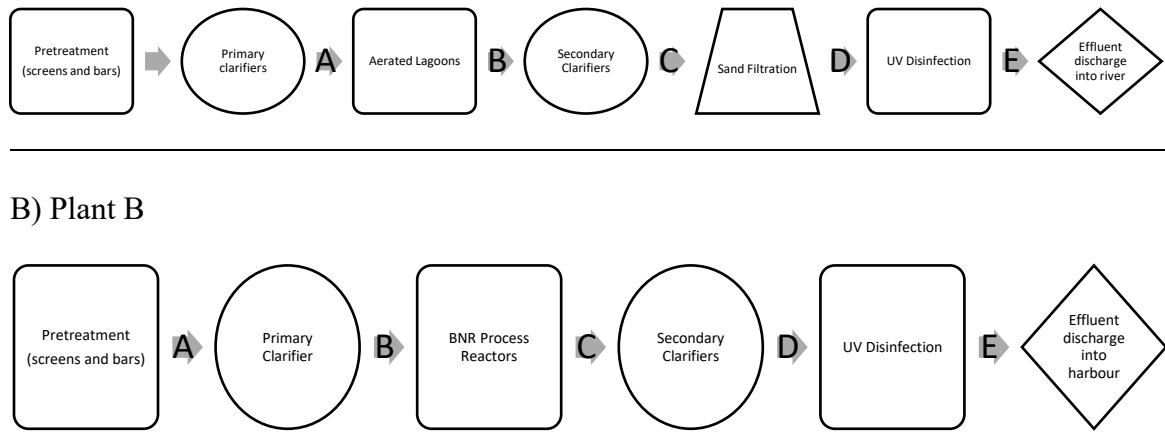 Pretreatment
(screens and bars)
Primary
clarifiers
A
Aerated Lagoons
B
Secondary
Clarifiers
C
Sand Filtration
D
UV Disinfection
E
Effluent
discharge
into river
B) Plant B
Pretreatment
(screens and bars)
A
Primary
Clarifier
B
BNR Process
Reactors
C
Secondary
Clarifiers
D
UV Disinfection
E
Effluent
discharge
into
harbour